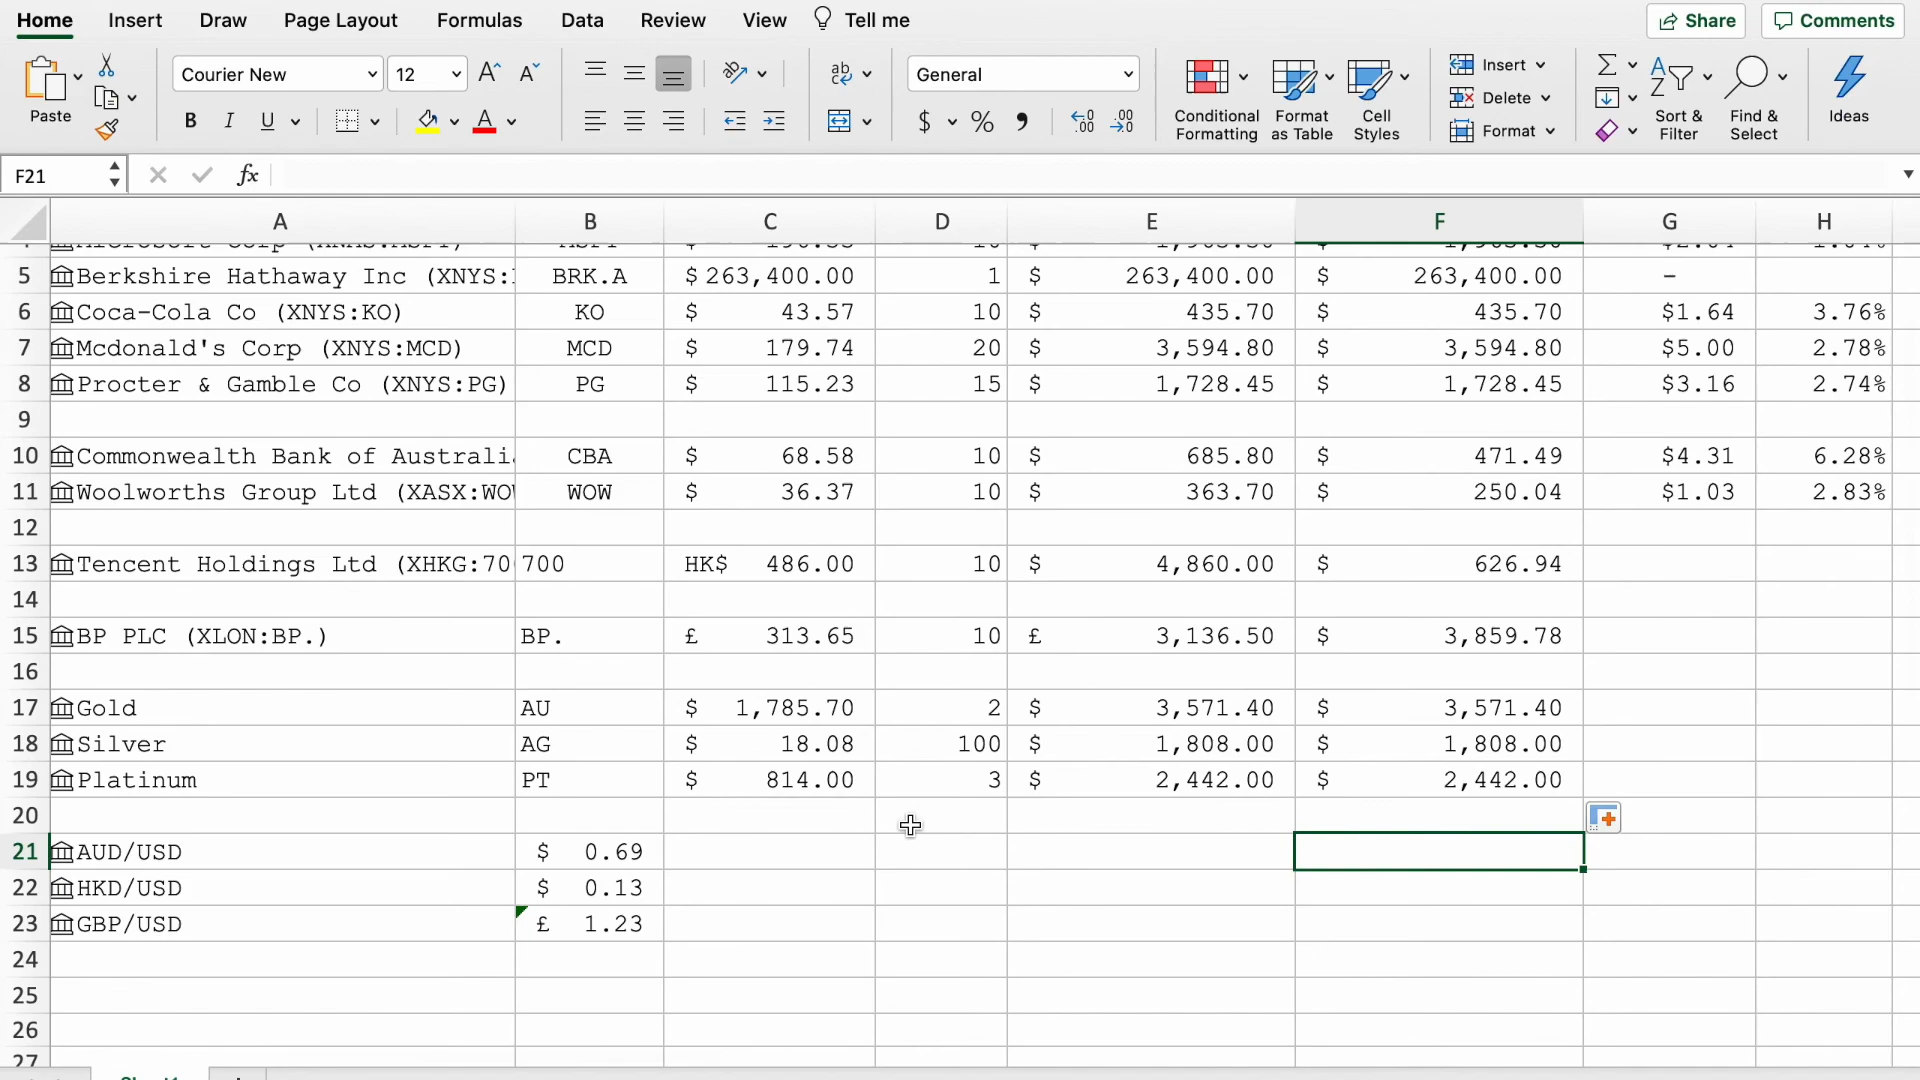 Home Insert Draw Page Layout Formulas Data Review View Tell me Share Comments
Paste Courier New 12 General Conditional Formatting Format as Table Cell Styles Insert Delete Format Sort & Filter Find & Select Ideas
F21 fx
A B C D E F G H
5 Berkshire Hathaway Inc (XNYS: BRK.A $ 263,400.00 1 $ 263,400.00 $ 263,400.00 -
6 Coca-Cola Co (XNYS:KO) KO $ 43.57 10 $ 435.70 $ 435.70 $1.64 3.76%
7 Mcdonald's Corp (XNYS:MCD) MCD $ 179.74 20 $ 3,594.80 $ 3,594.80 $5.00 2.78%
8 Procter & Gamble Co (XNYS:PG) PG $ 115.23 15 $ 1,728.45 $ 1,728.45 $3.16 2.74%
9
10 Commonwealth Bank of Australi CBA $ 68.58 10 $ 685.80 $ 471.49 $4.31 6.28%
11 Woolworths Group Ltd (XASX:WO WOW $ 36.37 10 $ 363.70 $ 250.04 $1.03 2.83%
12
13 Tencent Holdings Ltd (XHKG:70 700 HK$ 486.00 10 $ 4,860.00 $ 626.94
14
15 BP PLC (XLON:BP.) BP. £ 313.65 10 £ 3,136.50 $ 3,859.78
16
17 Gold AU $ 1,785.70 2 $ 3,571.40 $ 3,571.40
18 Silver AG $ 18.08 100 $ 1,808.00 $ 1,808.00
19 Platinum PT $ 814.00 3 $ 2,442.00 $ 2,442.00
20
21 AUD/USD $ 0.69
22 HKD/USD $ 0.13
23 GBP/USD £ 1.23
24
25
26
27